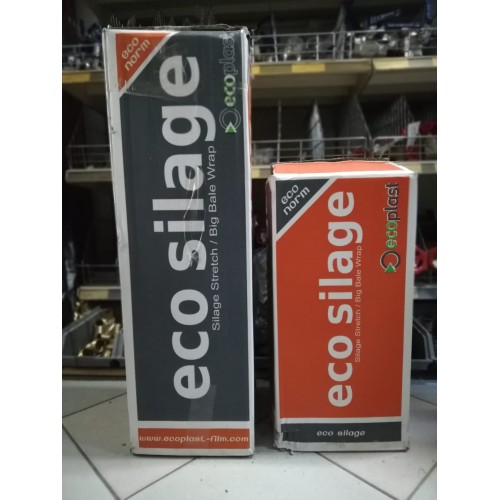 eco
norm
eco silage
Silage Stretch / Big Bale Wrap
ecoplast
www.ecoplast-film.com
eco
norm
eco silage
Silage Stretch / Big Bale Wrap
ecoplast
eco silage